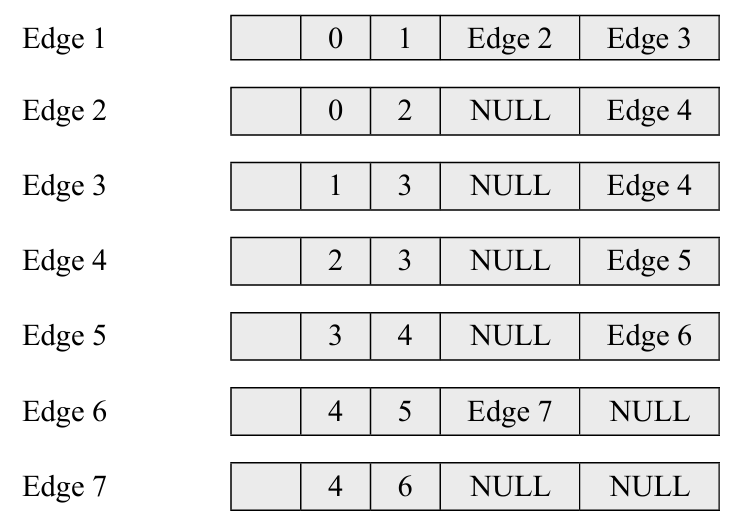 Edge 1 0 1 Edge 2 Edge 3
Edge 2 0 2 NULL Edge 4
Edge 3 1 3 NULL Edge 4
Edge 4 2 3 NULL Edge 5
Edge 5 3 4 NULL Edge 6
Edge 6 4 5 Edge 7 NULL
Edge 7 4 6 NULL NULL